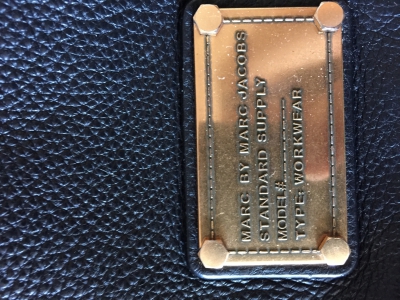 MARC BY MARC JACOBS
STANDARD SUPPLY
MODEL#
TYPE: WORKWEAR